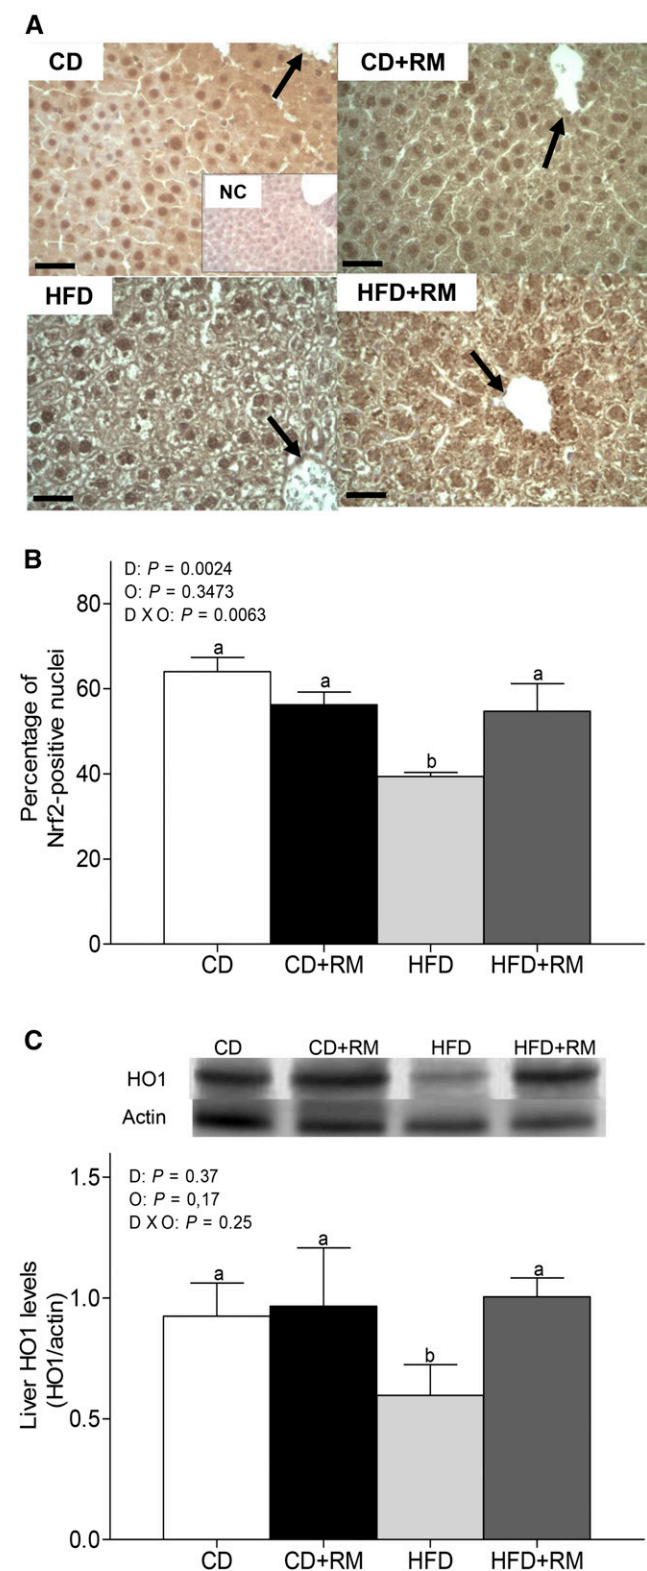 A
CD
CD+RM
NC
HFD
HFD+RM
B
D: P = 0.0024
O: P = 0.3473
D X O: P = 0.0063
Percentage of
Nrf2-positive nuclei
80
60
40
20
0
a
a
b
a
CD
CD+RM
HFD
HFD+RM
C
CD
CD+RM
HFD
HFD+RM
HO1
Actin
D: P = 0.37
O: P = 0,17
D X O: P = 0.25
Liver HO1 levels
(HO1/actin)
1.5
1.0
0.5
0.0
a
a
b
a
CD
CD+RM
HFD
HFD+RM